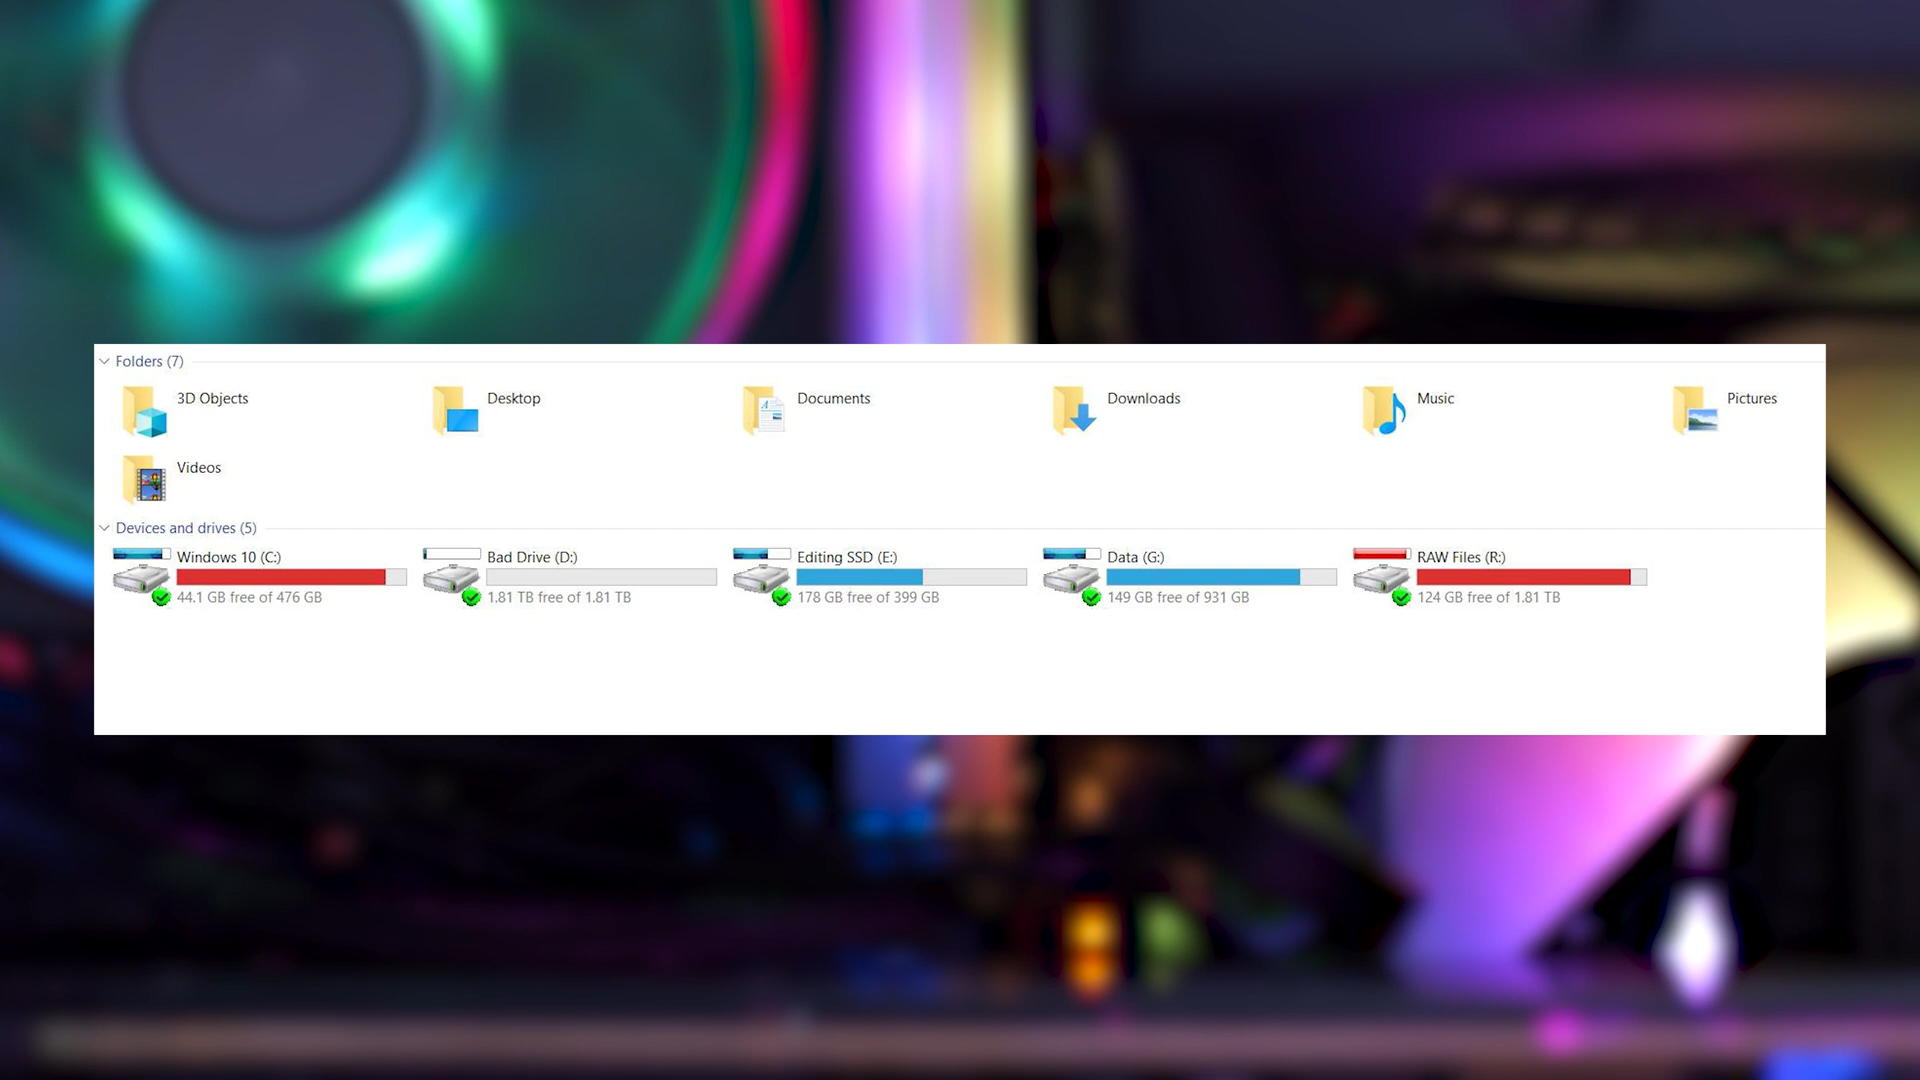 Folders (7)
3D Objects
Desktop
Documents
Downloads
Music
Pictures
Videos
Devices and drives (5)
Windows 10 (C:)
44.1 GB free of 476 GB
Bad Drive (D:)
1.81 TB free of 1.81 TB
Editing SSD (E:)
178 GB free of 399 GB
Data (G:)
149 GB free of 931 GB
RAW Files (R:)
124 GB free of 1.81 TB